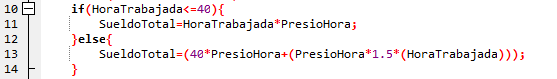 10 if(HoraTrabajada<=40){
11 SueldoTotal=HoraTrabajada*PresioHora;
12 }else{
13 SueldoTotal=(40*PresioHora+(PresioHora*1.5*(HoraTrabajada)));
14 }